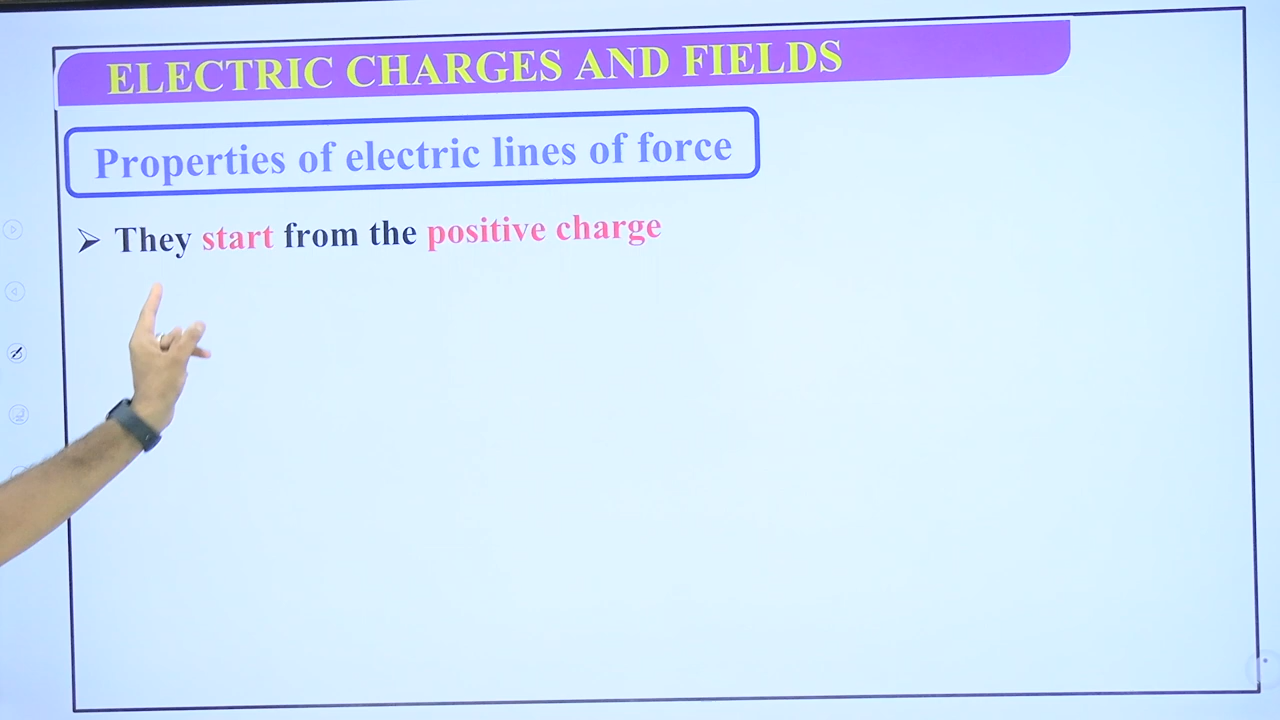 ELECTRIC CHARGES AND FIELDS
Properties of electric lines of force
➢ They start from the positive charge